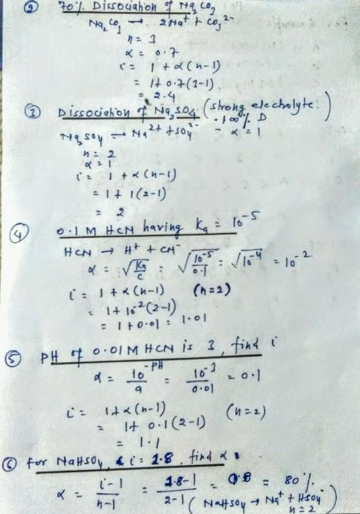 ② 70% Dissociation of Na2CO3
Na2CO3 → 2Na+ + CO3 2-
n = 3
α = 0.7
i = 1 + α(n-1)
= 1+ 0.7(3-1)
= 2.4
③ Dissociation of Na2SO4 (strong electrolyte)
- 100% D
Na2SO4 → Na2+ + SO4 2- - α = 1
n = 2
α = 1
i = 1 + α(n-1)
= 1 + 1(2-1)
= 2
④ 0.1 M HCN having Ka = 10^-5
HCN → H+ + CN-
α = √(Ka/C) = √(10^-5/0.1) = √10^-4 = 10^-2
i = 1 + α(n-1) (n=2)
= 1 + 10^-2(2-1)
= 1 + 0.01 = 1.01
⑤ PH of 0.01M HCN is 3, find i
α = 10^-PH/a = 10^-3/0.01 = 0.1
i = 1+α(n-1) (n=2)
= 1+ 0.1(2-1)
= 1.1
⑥ for NaHSO4, i = 1.8, find α :
α = i-1/n-1 = 1.8-1/2-1 = 0.8 = 80%
(NaHSO4 → Na+ + HSO4-
n = 2